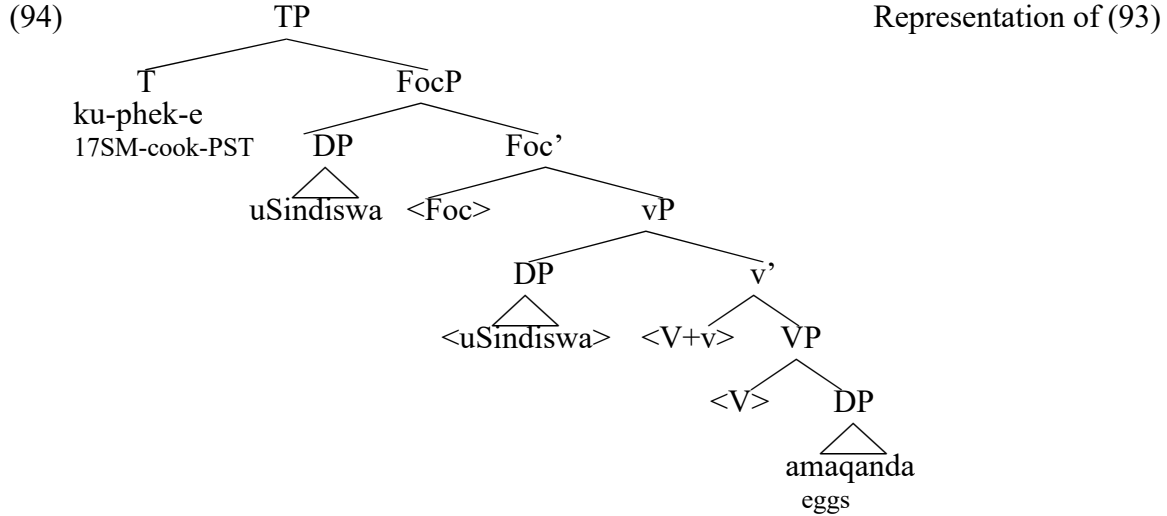 (94) TP Representation of (93)
T FocP
ku-phek-e
17SM-cook-PST DP Foc’
uSindiswa <Foc> vP
DP v’
<uSindiswa> <V+v> VP
<V> DP
amaqanda
eggs